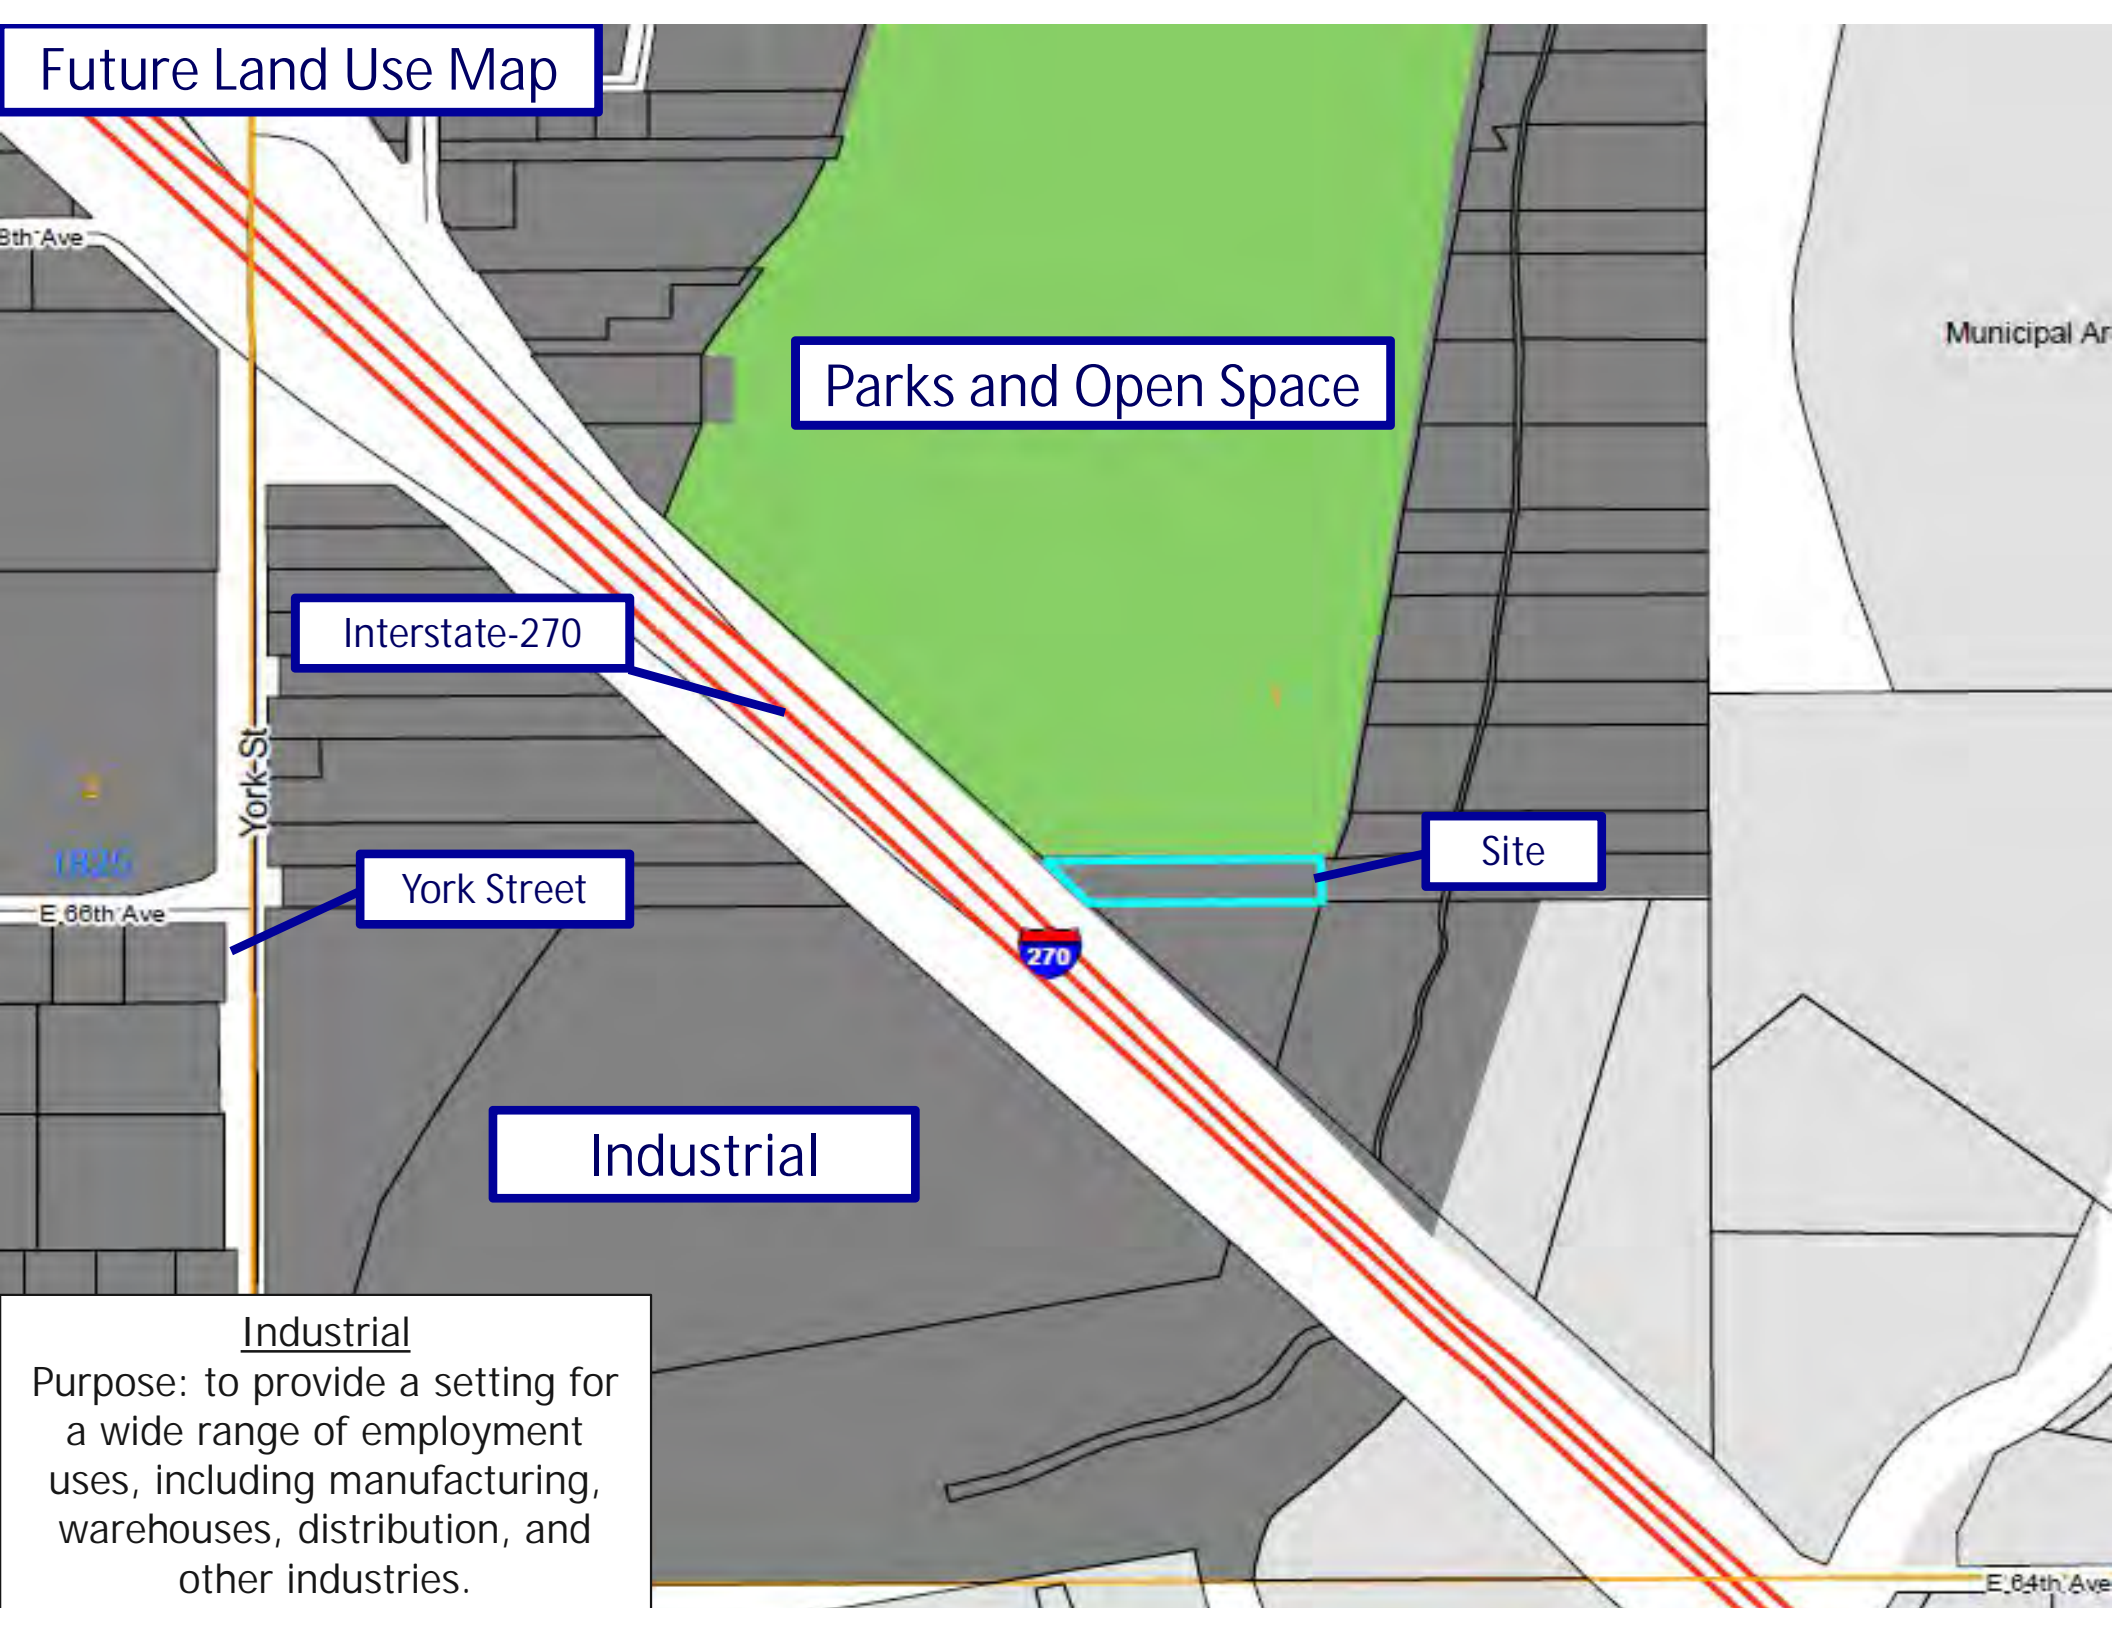 Future Land Use Map
8th Ave
Municipal Ar
Parks and Open Space
Interstate-270
York St
Site
1825
York Street
E 66th Ave
270
Industrial
Industrial
Purpose: to provide a setting for
a wide range of employment
uses, including manufacturing,
warehouses, distribution, and
other industries.
E 64th Ave